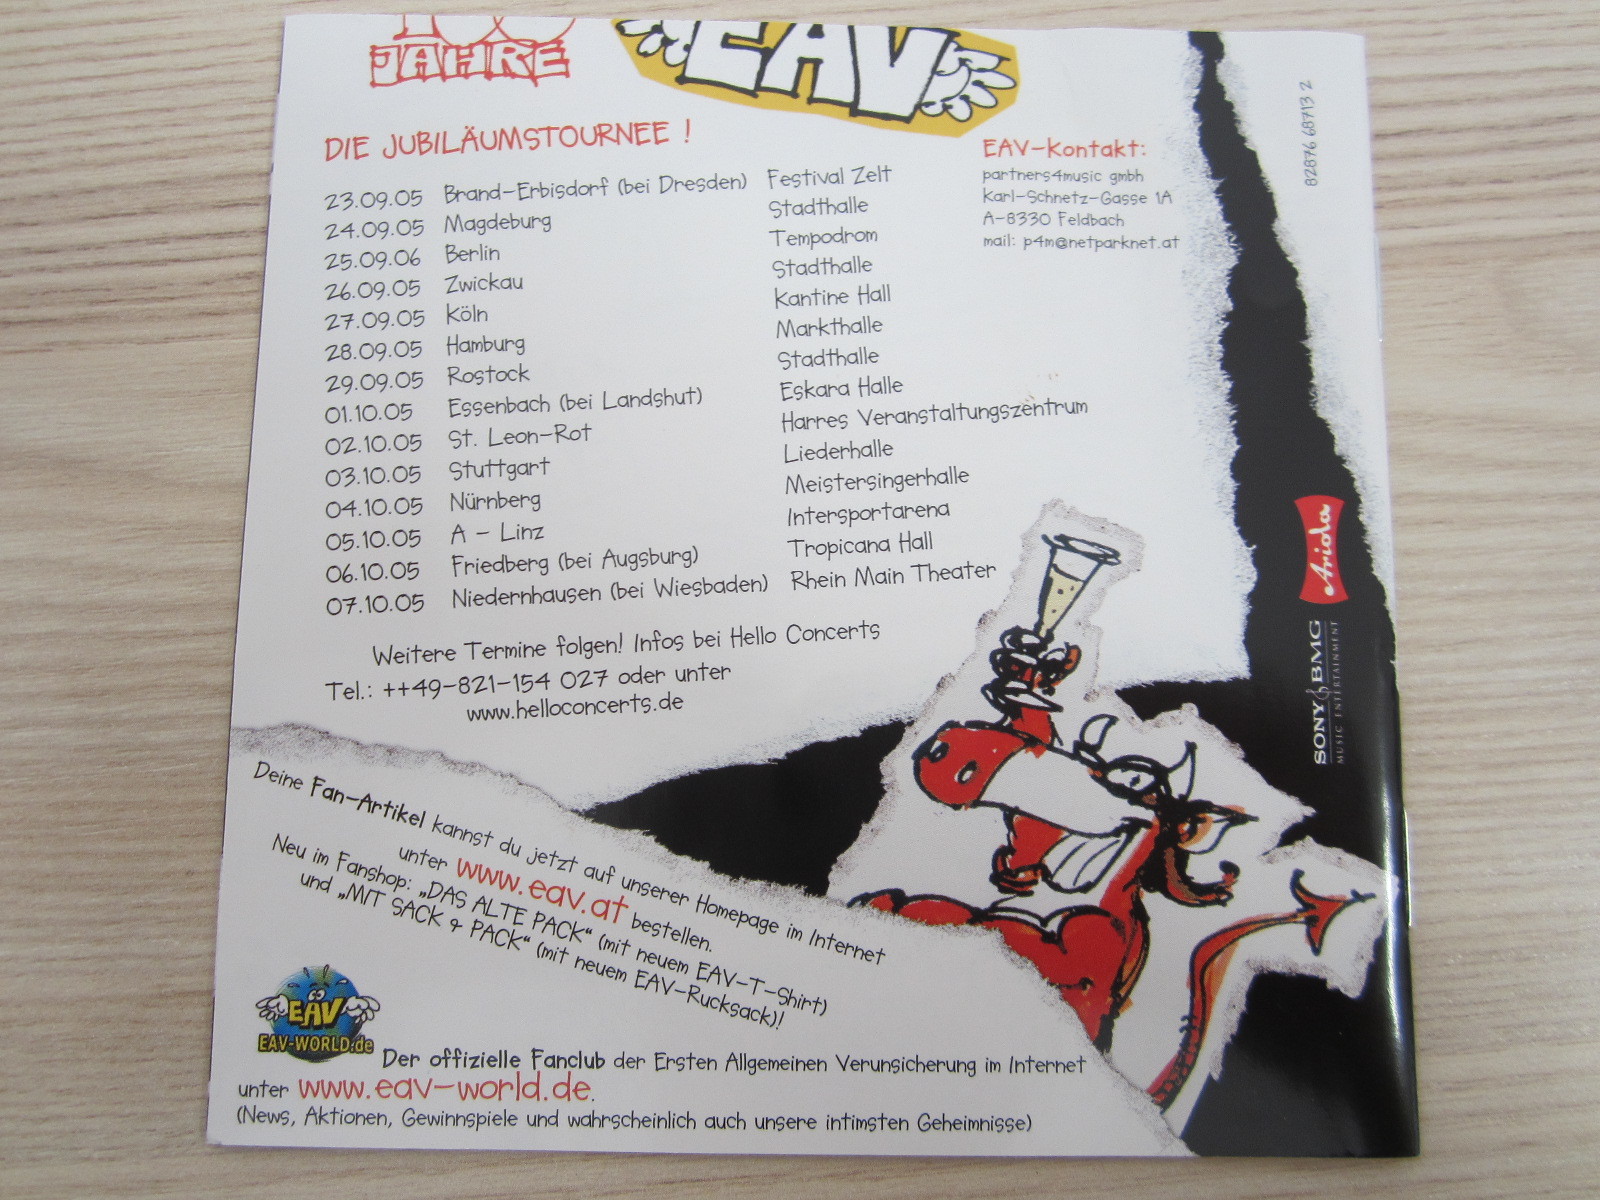 JAHRE
EAV
DIE JUBILÄUMSTOURNEE !
23.09.05 Brand-Erbisdorf (bei Dresden) Festival Zelt
24.09.05 Magdeburg Stadthalle
25.09.06 Berlin Tempodrom
26.09.05 Zwickau Stadthalle
27.09.05 Köln Kantine Hall
28.09.05 Hamburg Markthalle
29.09.05 Rostock Stadthalle
01.10.05 Essenbach (bei Landshut) Eskara Halle
02.10.05 St. Leon-Rot Harres Veranstaltungszentrum
03.10.05 Stuttgart Liederhalle
04.10.05 Nürnberg Meistersingerhalle
05.10.05 A - Linz Intersportarena
06.10.05 Friedberg (bei Augsburg) Tropicana Hall
07.10.05 Niedernhausen (bei Wiesbaden) Rhein Main Theater
Weitere Termine folgen! Infos bei Hello Concerts
Tel.: ++49-821-154 027 oder unter
www.helloconcerts.de
EAV-Kontakt:
partners4music gmbh
Karl-Schnetz-Gasse 1A
A-8330 Feldbach
mail: p4m@netparknet.at
82876 68713 2
Ariola
SONY BMG
MUSIC ENTERTAINMENT
Deine Fan-Artikel kannst du jetzt auf unserer Homepage im Internet
unter www.eav.at bestellen.
Neu im Fanshop: „DAS ALTE PACK“ (mit neuem EAV-T-Shirt)
und „MIT SACK & PACK“ (mit neuem EAV-Rucksack)!
EAV
EAV-WORLD.de
Der offizielle Fanclub der Ersten Allgemeinen Verunsicherung im Internet
unter www.eav-world.de.
(News, Aktionen, Gewinnspiele und wahrscheinlich auch unsere intimsten Geheimnisse)